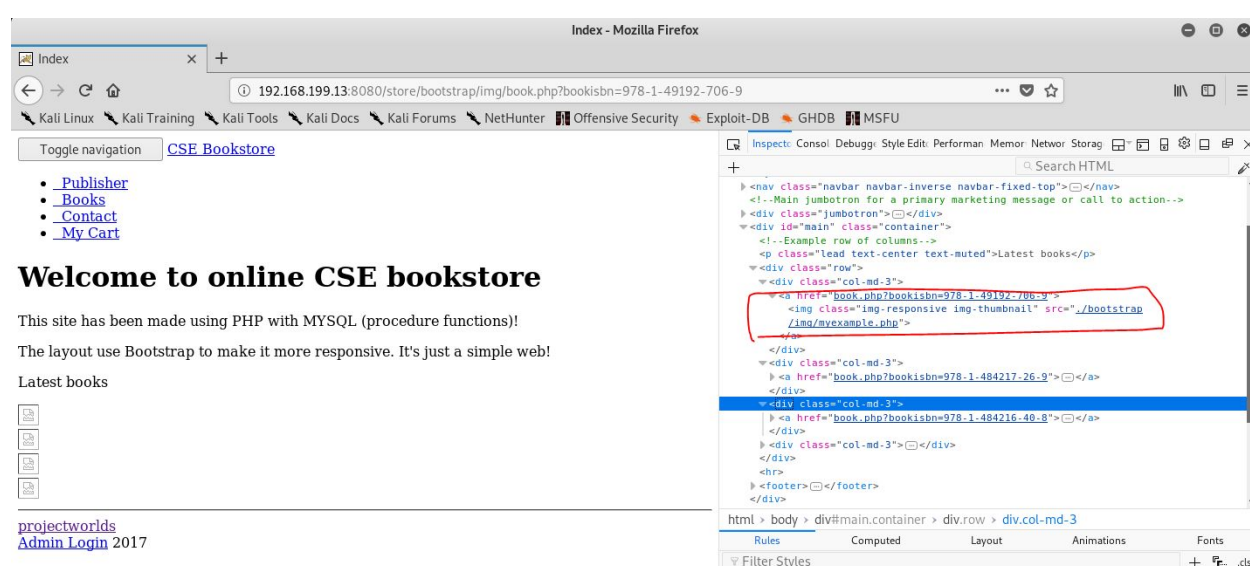 Index - Mozilla Firefox
Index × +
192.168.199.13:8080/store/bootstrap/img/book.php?bookisbn=978-1-49192-706-9
Kali Linux Kali Training Kali Tools Kali Docs Kali Forums NetHunter Offensive Security Exploit-DB GHDB MSFU
Toggle navigation CSE Bookstore
Publisher
Books
Contact
My Cart
Welcome to online CSE bookstore
This site has been made using PHP with MYSQL (procedure functions)!
The layout use Bootstrap to make it more responsive. It's just a simple web!
Latest books
projectworlds
Admin Login 2017
Inspecto Consol Debugge Style Edito Performan Memor Networ Storag
+ Search HTML
<nav class="navbar navbar-inverse navbar-fixed-top"></nav>
<!--Main jumbotron for a primary marketing message or call to action-->
<div class="jumbotron"></div>
<div id="main" class="container">
<!--Example row of columns-->
<p class="lead text-center text-muted">Latest books</p>
<div class="row">
<div class="col-md-3">
<a href="book.php?bookisbn=978-1-49192-706-9">
<img class="img-responsive img-thumbnail" src="./bootstrap
/img/myexample.php">
</a>
</div>
<div class="col-md-3">
<a href="book.php?bookisbn=978-1-484217-26-9"></a>
</div>
<div class="col-md-3">
<a href="book.php?bookisbn=978-1-484216-40-8"></a>
</div>
<div class="col-md-3"></div>
</div>
<hr>
<footer></footer>
</div>
html > body > div#main.container > div.row > div.col-md-3
Rules Computed Layout Animations Fonts
Filter Styles + .cls